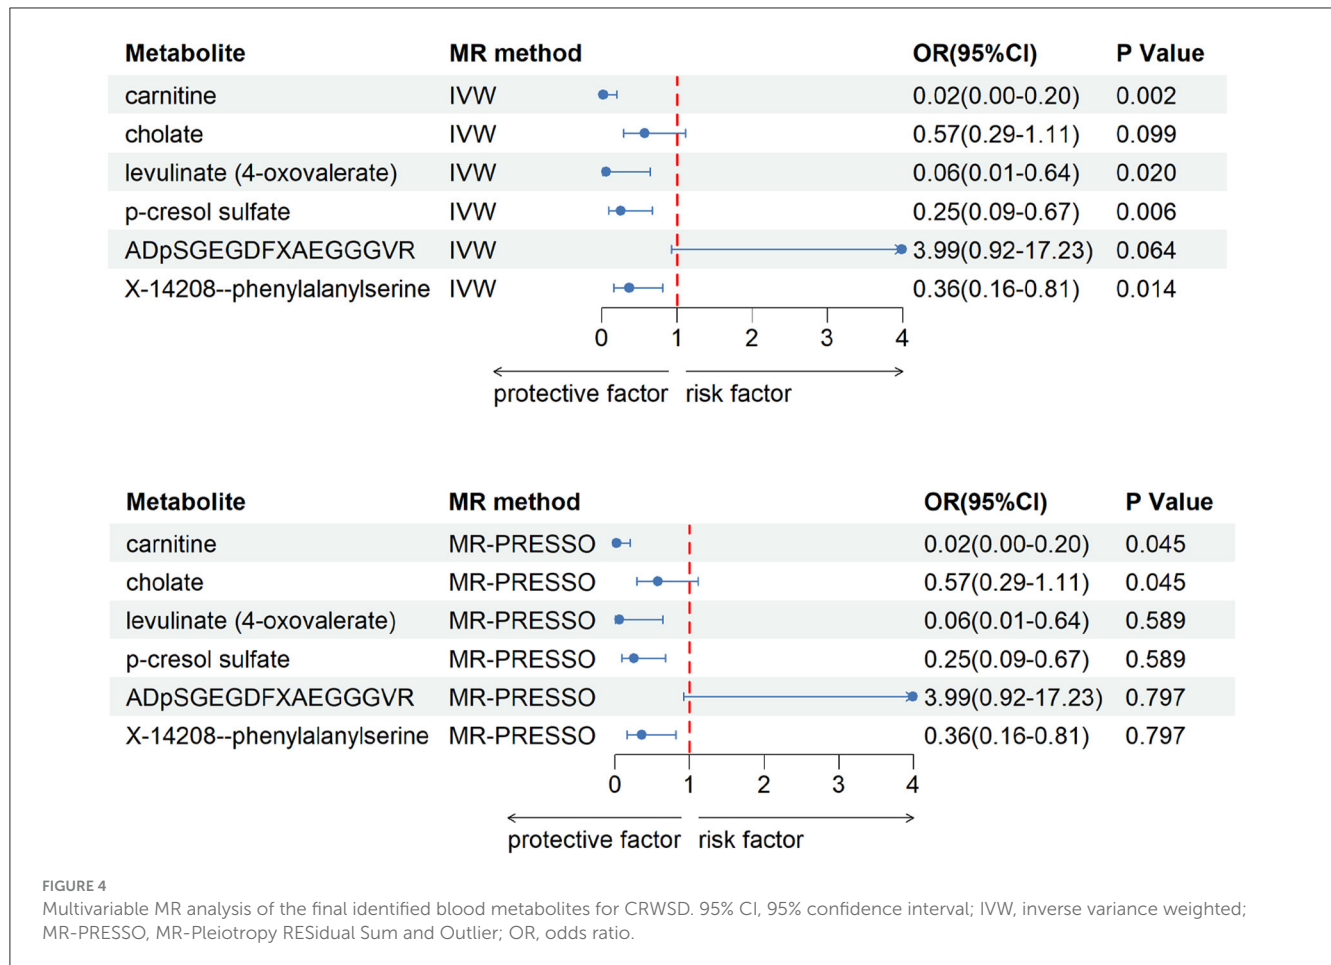 Metabolite MR method OR(95%CI) P Value
carnitine IVW 0.02(0.00-0.20) 0.002
cholate IVW 0.57(0.29-1.11) 0.099
levulinate (4-oxovalerate) IVW 0.06(0.01-0.64) 0.020
p-cresol sulfate IVW 0.25(0.09-0.67) 0.006
ADpSGEGDFXAEGGGVR IVW 3.99(0.92-17.23) 0.064
X-14208--phenylalanylserine IVW 0.36(0.16-0.81) 0.014
0 1 2 3 4
protective factor risk factor
Metabolite MR method OR(95%CI) P Value
carnitine MR-PRESSO 0.02(0.00-0.20) 0.045
cholate MR-PRESSO 0.57(0.29-1.11) 0.045
levulinate (4-oxovalerate) MR-PRESSO 0.06(0.01-0.64) 0.589
p-cresol sulfate MR-PRESSO 0.25(0.09-0.67) 0.589
ADpSGEGDFXAEGGGVR MR-PRESSO 3.99(0.92-17.23) 0.797
X-14208--phenylalanylserine MR-PRESSO 0.36(0.16-0.81) 0.797
0 1 2 3 4
protective factor risk factor
FIGURE 4
Multivariable MR analysis of the final identified blood metabolites for CRWSD. 95% CI, 95% confidence interval; IVW, inverse variance weighted;
MR-PRESSO, MR-Pleiotropy RESidual Sum and Outlier; OR, odds ratio.